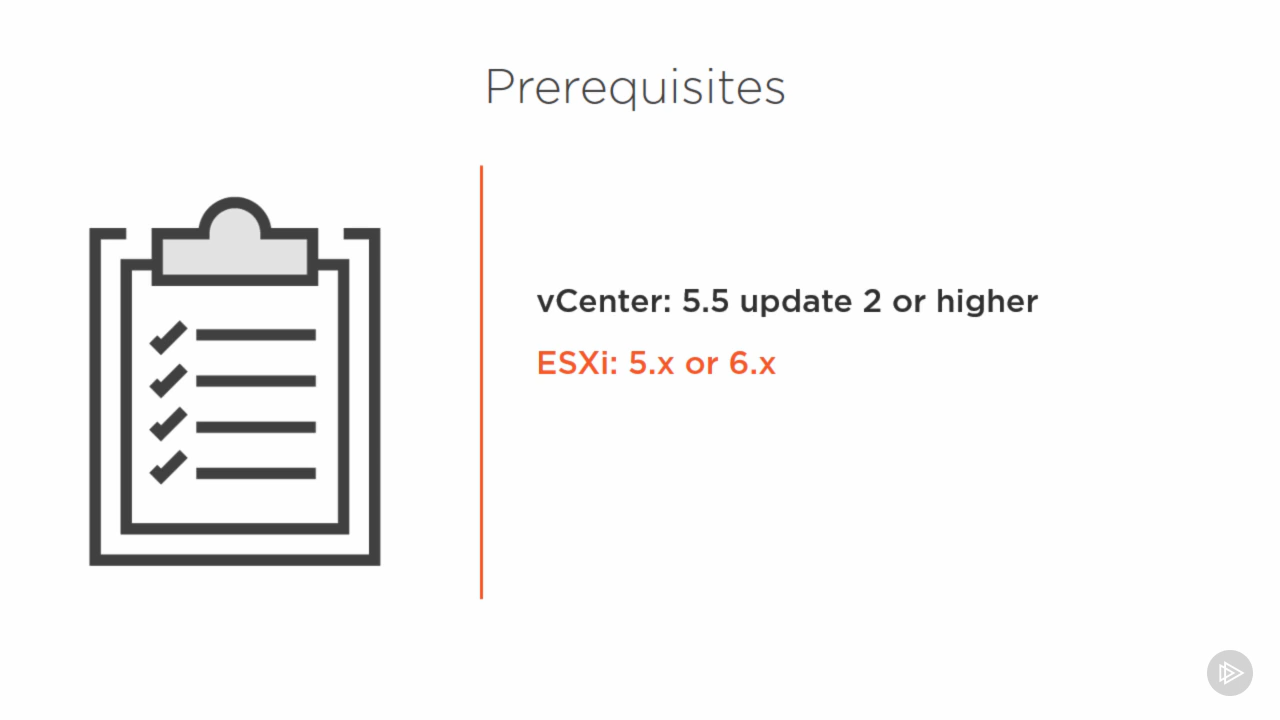 Prerequisites
vCenter: 5.5 update 2 or higher
ESXi: 5.x or 6.x